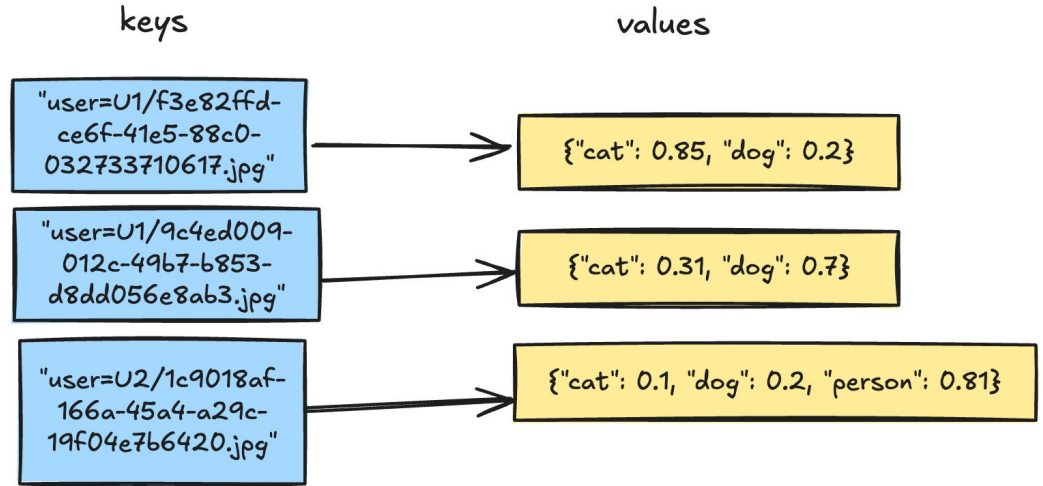 keys
values
"user=U1/f3e82ffd-
ce6f-41e5-88c0-
032733710617.jpg"
{"cat": 0.85, "dog": 0.2}
"user=U1/9c4ed009-
012c-49b7-b853-
d8dd056e8ab3.jpg"
{"cat": 0.31, "dog": 0.7}
"user=U2/1c9018af-
166a-45a4-a29c-
19f04e7b6420.jpg"
{"cat": 0.1, "dog": 0.2, "person": 0.81}